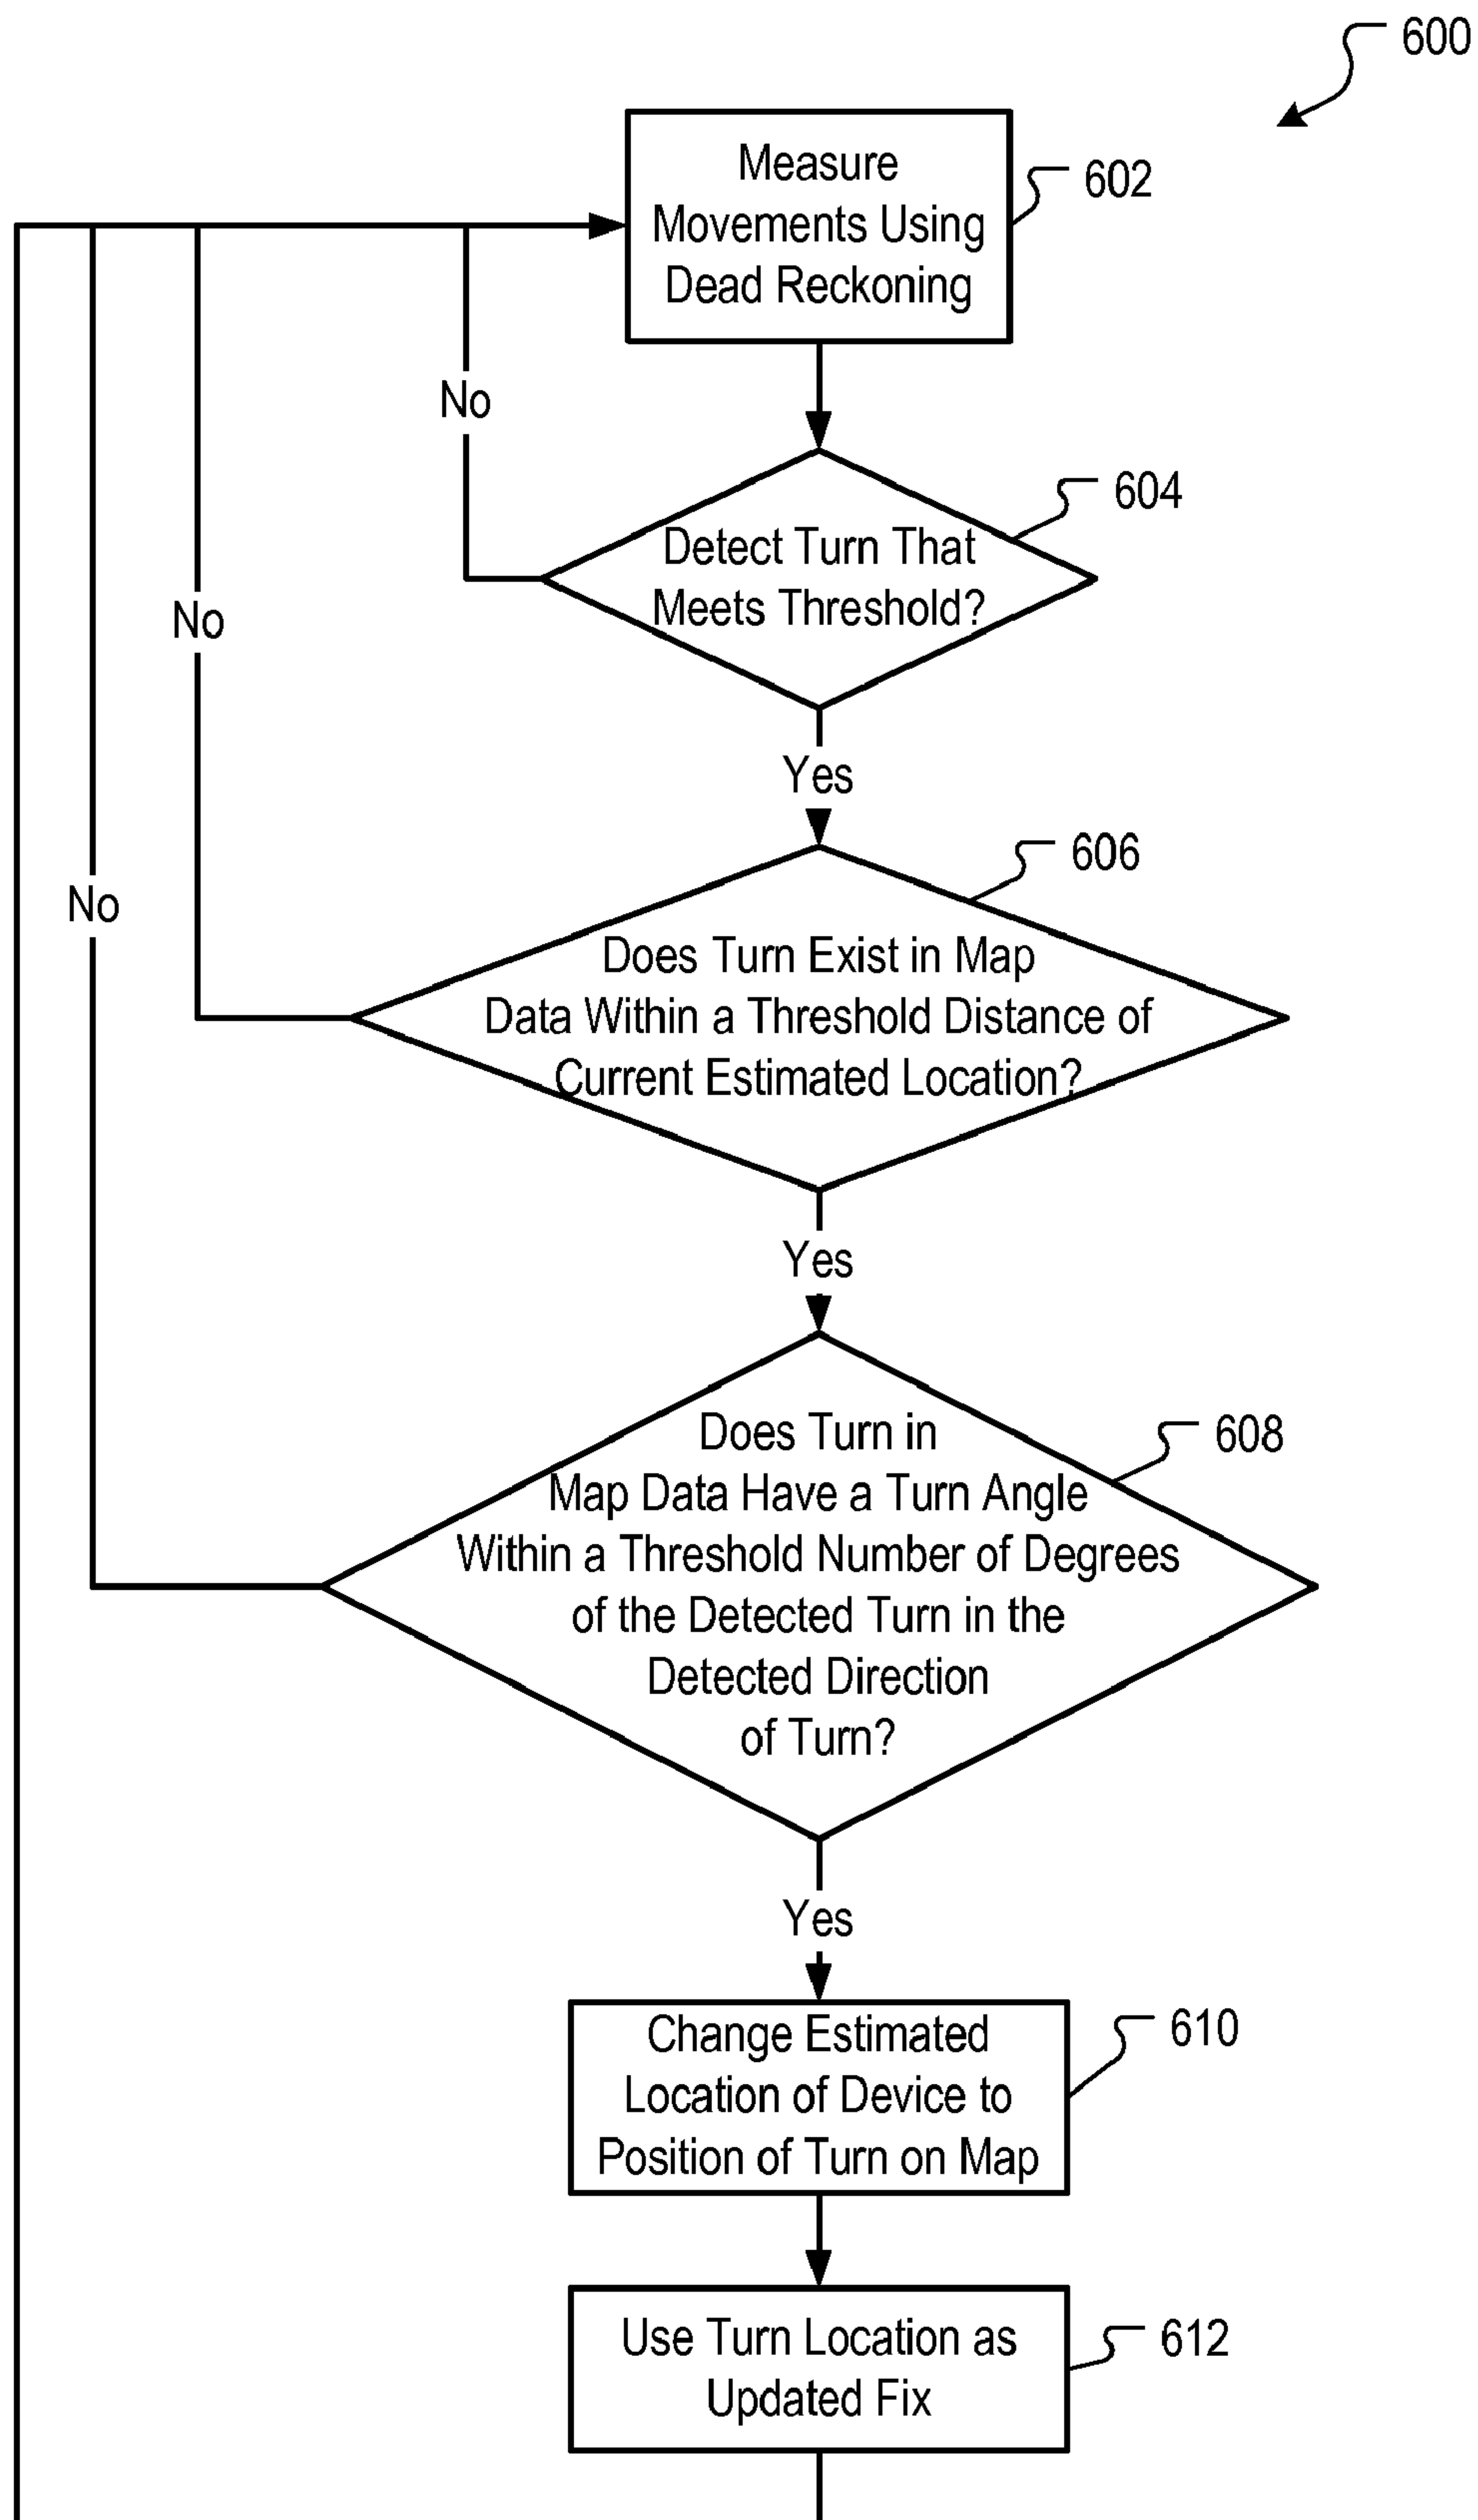 600
Measure
Movements Using
Dead Reckoning
602
No
Detect Turn That
Meets Threshold?
604
No
Yes
Does Turn Exist in Map
Data Within a Threshold Distance of
Current Estimated Location?
606
No
Yes
Does Turn in
Map Data Have a Turn Angle
Within a Threshold Number of Degrees
of the Detected Turn in the
Detected Direction
of Turn?
608
Yes
Change Estimated
Location of Device to
Position of Turn on Map
610
Use Turn Location as
Updated Fix
612